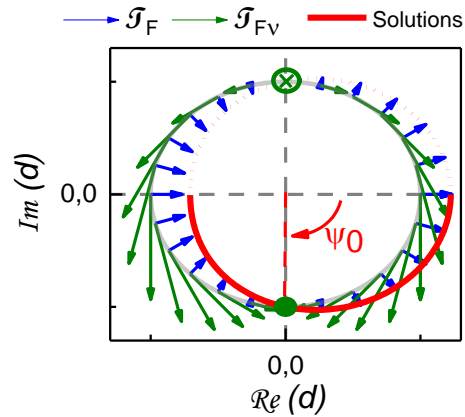 𝒯F 𝒯Fν Solutions
0,0
Im (d)
ψ0
0,0
Re (d)